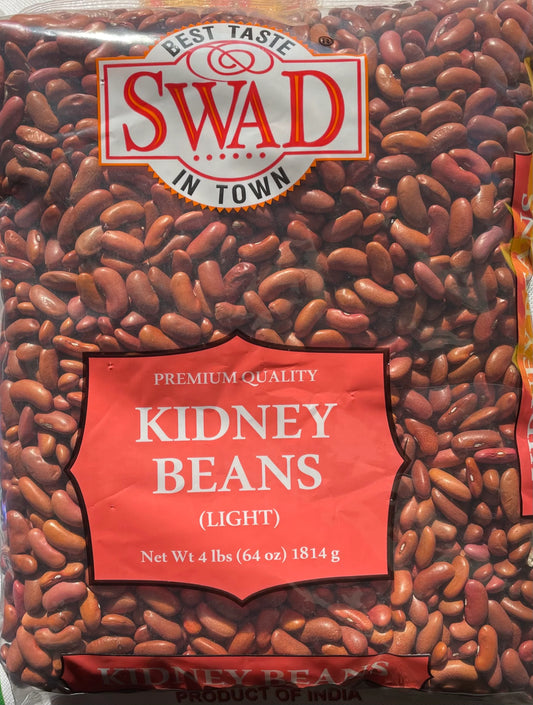 BEST TASTE
SWAD
®
IN TOWN
PREMIUM QUALITY
KIDNEY
BEANS
(LIGHT)
Net Wt 4 lbs (64 oz) 1814 g
KIDNEY BEANS
PRODUCT OF INDIA